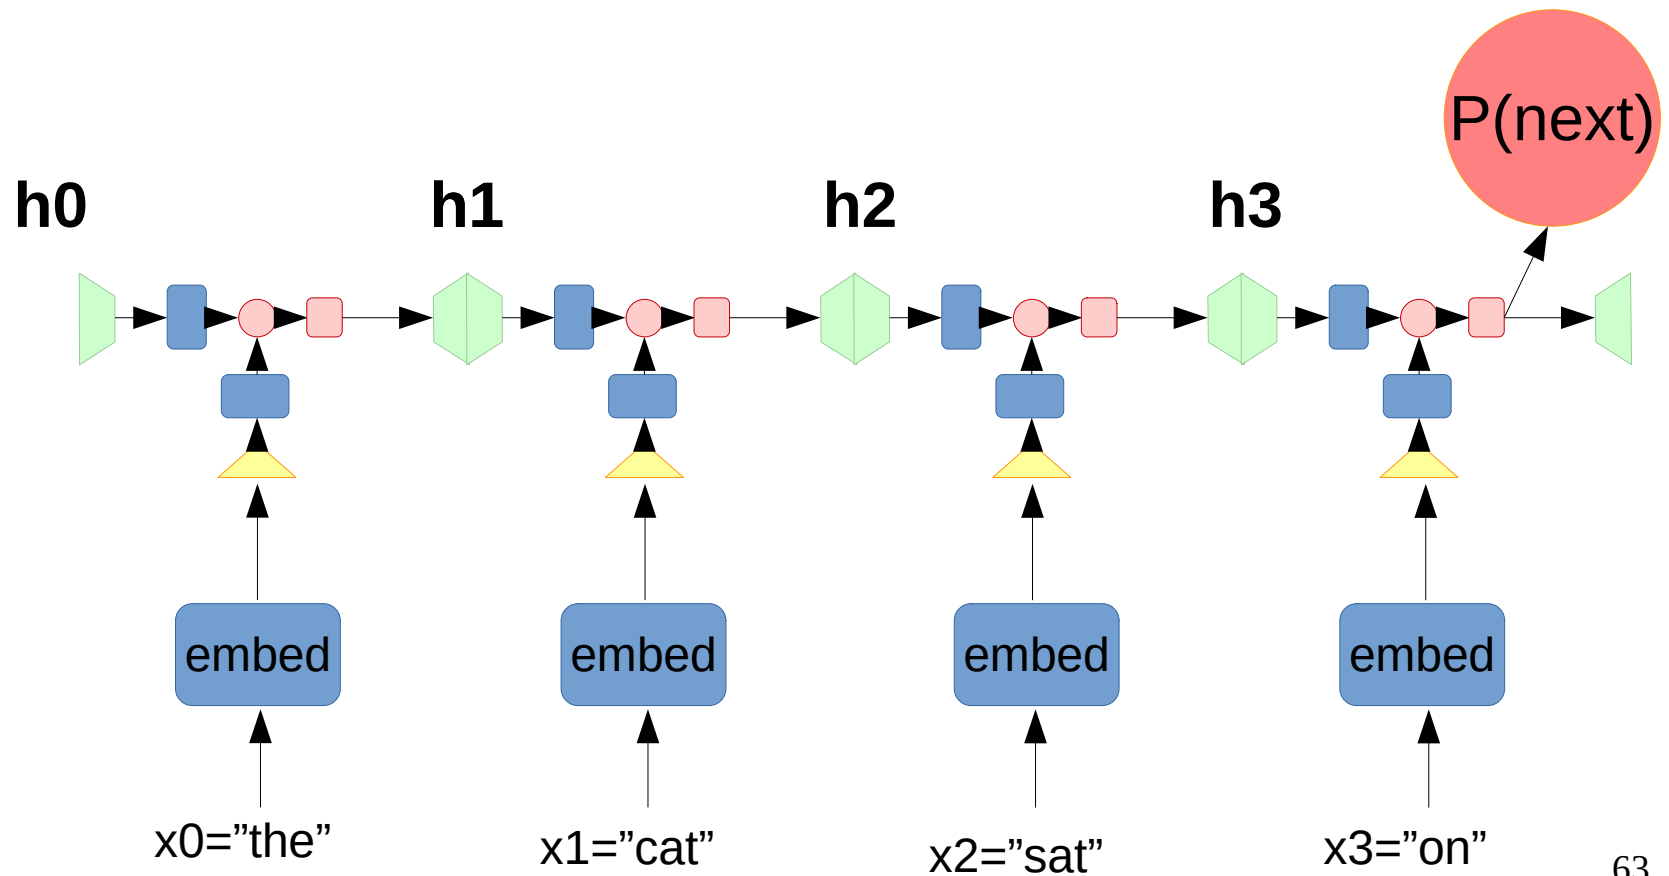 P(next)
h0 h1 h2 h3
embed embed embed embed
x0=”the” x1=”cat” x2=”sat” x3=”on”
63